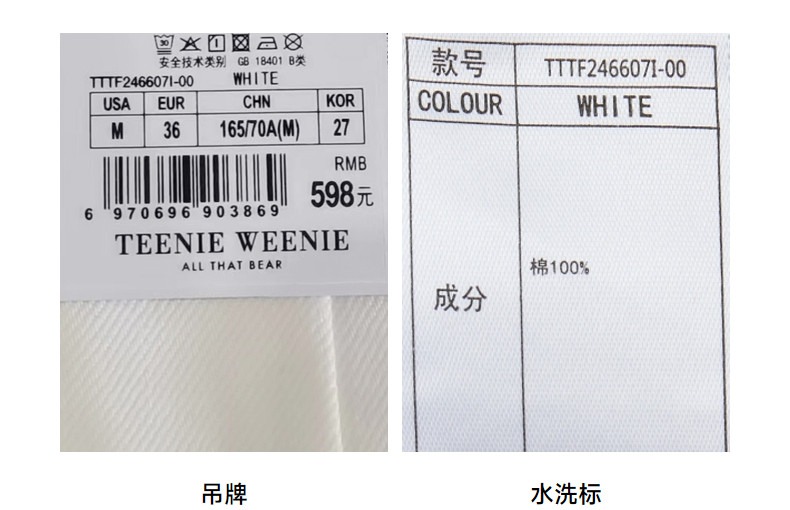 安全技术类别 GB 18401 B类
TTTF246607I-00 WHITE
USA EUR CHN KOR
M 36 165/70A(M) 27
RMB
598元
6 970696 903869
TEENIE WEENIE
ALL THAT BEAR
吊牌
款号 TTTF246607I-00
COLOUR WHITE
成分 棉100%
水洗标